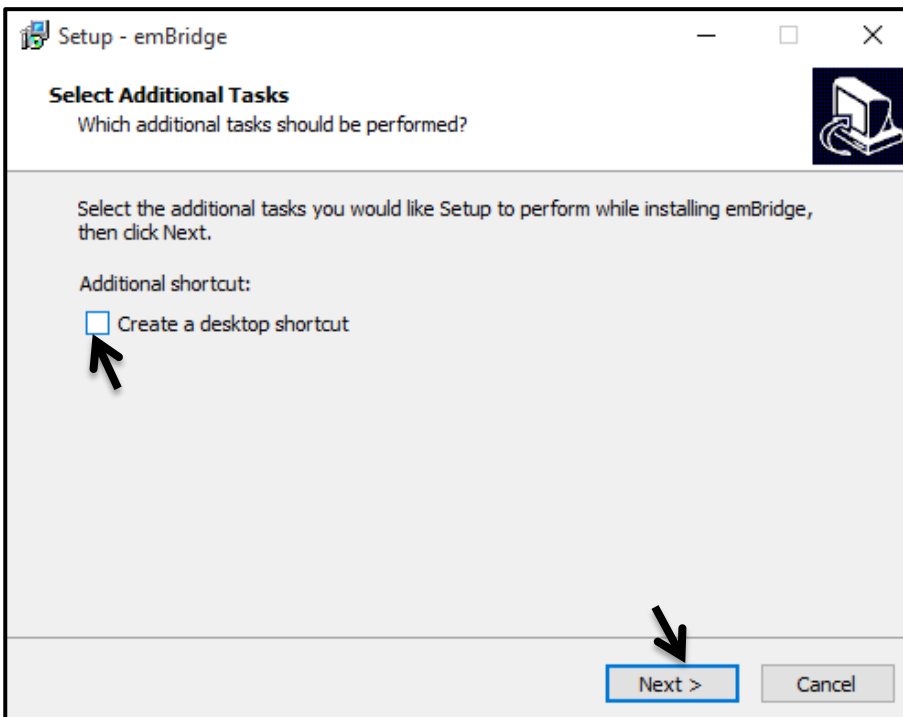 Setup - emBridge
Select Additional Tasks
Which additional tasks should be performed?
Select the additional tasks you would like Setup to perform while installing emBridge,
then click Next.
Additional shortcut:
Create a desktop shortcut
Next >
Cancel